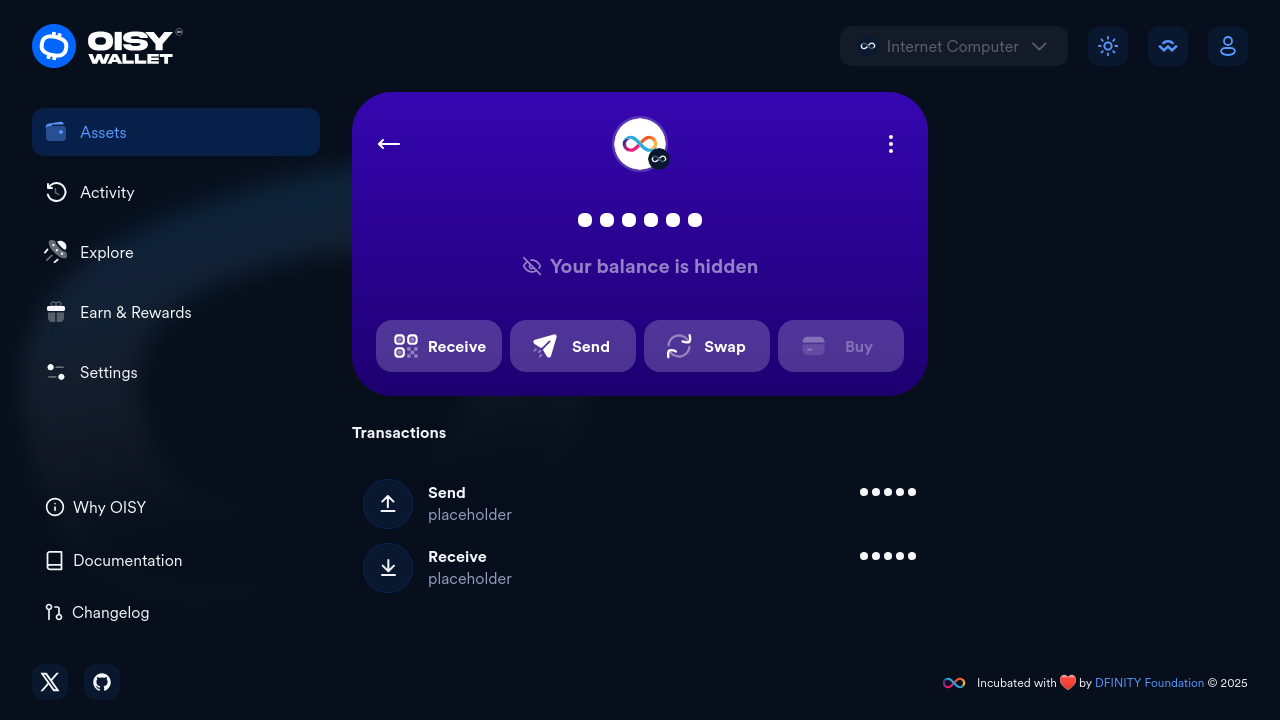 OISY
WALLET
Internet Computer
Assets
Activity
Explore
Earn & Rewards
Settings
Why OISY
Documentation
Changelog
Your balance is hidden
Receive
Send
Swap
Buy
Transactions
Send
placeholder
Receive
placeholder
Incubated with ❤️ by DFINITY Foundation © 2025